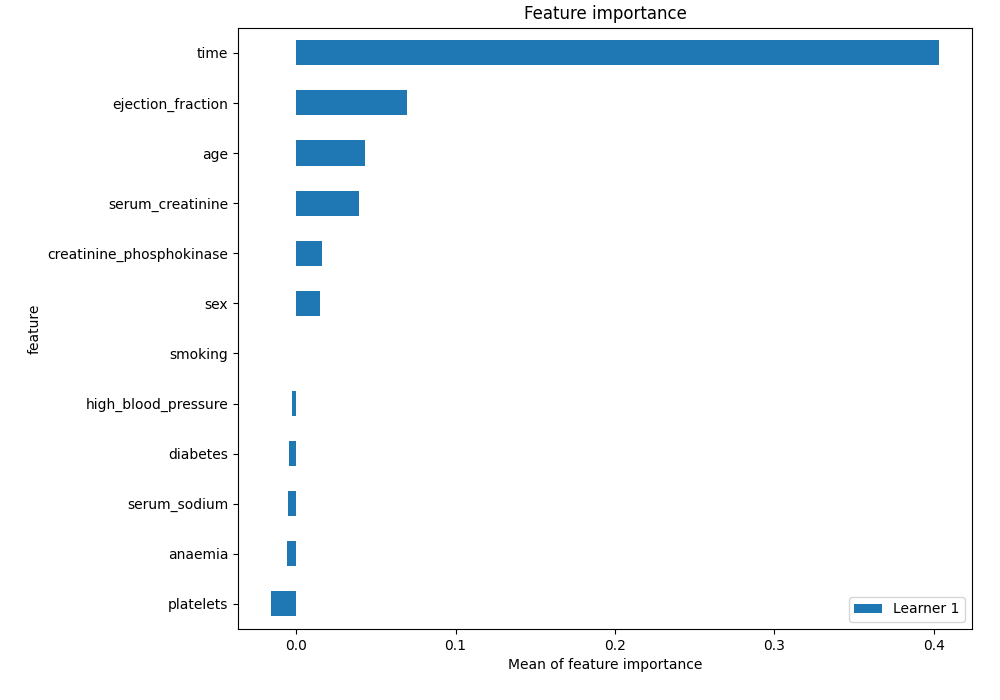 Feature importance
time
ejection_fraction
age
serum_creatinine
creatinine_phosphokinase
sex
smoking
high_blood_pressure
diabetes
serum_sodium
anaemia
platelets
feature
Learner 1
0.0 0.1 0.2 0.3 0.4
Mean of feature importance